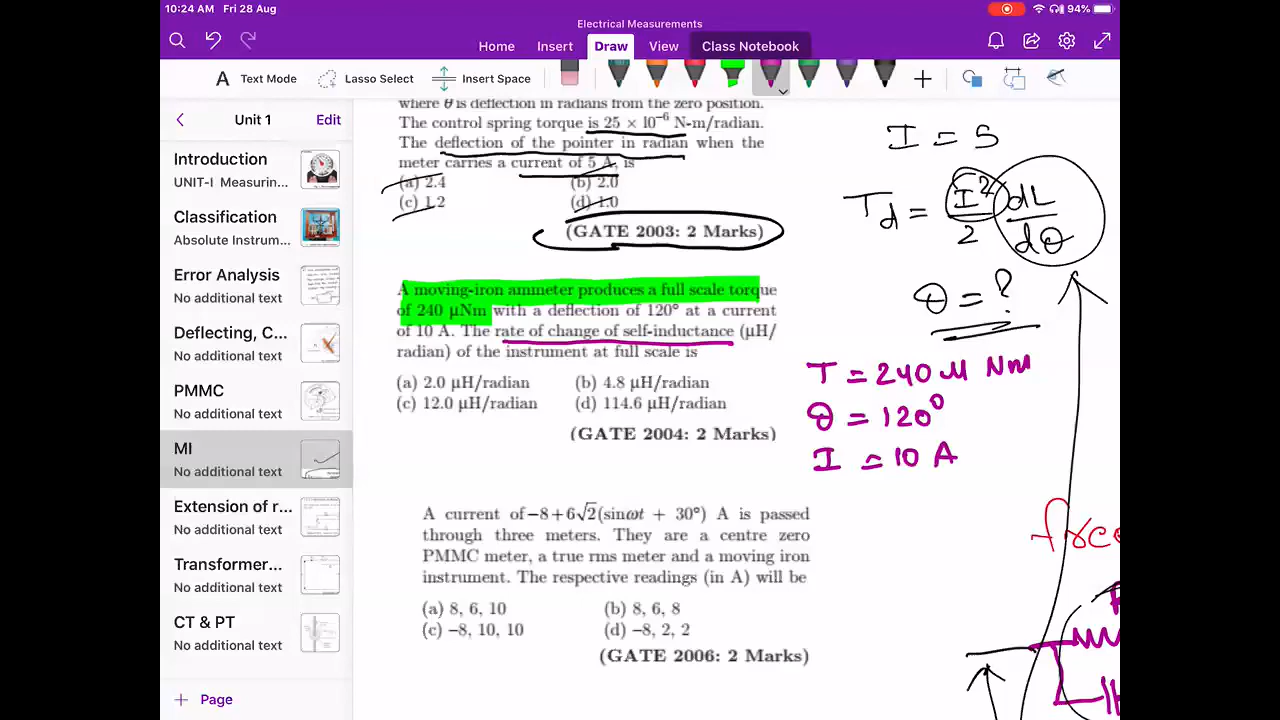 10:24 AM Fri 28 Aug
94%
Electrical Measurements
Home Insert Draw View Class Notebook
Text Mode Lasso Select Insert Space
Unit 1 Edit
Introduction
UNIT-I Measurin...
Classification
Absolute Instrum...
Error Analysis
No additional text
Deflecting, C...
No additional text
PMMC
No additional text
MI
No additional text
Extension of r...
No additional text
Transformer...
No additional text
CT & PT
No additional text
+ Page
where θ is deflection in radians from the zero position.
The control spring torque is 25 × 10⁻⁶ N-m/radian.
The deflection of the pointer in radian when the
meter carries a current of 5 A, is
(a) 2.4 (b) 2.0
(c) 1.2 (d) 1.0
(GATE 2003: 2 Marks)
A moving-iron ammeter produces a full scale torque
of 240 μNm with a deflection of 120° at a current
of 10 A. The rate of change of self-inductance (μH/
radian) of the instrument at full scale is
(a) 2.0 μH/radian (b) 4.8 μH/radian
(c) 12.0 μH/radian (d) 114.6 μH/radian
(GATE 2004: 2 Marks)
A current of −8+6√2(sinωt + 30°) A is passed
through three meters. They are a centre zero
PMMC meter, a true rms meter and a moving iron
instrument. The respective readings (in A) will be
(a) 8, 6, 10 (b) 8, 6, 8
(c) −8, 10, 10 (d) −8, 2, 2
(GATE 2006: 2 Marks)
I = 5
Td = I²/2 dL/dθ
θ = ?
T = 240 μ Nm
θ = 120°
I = 10 A